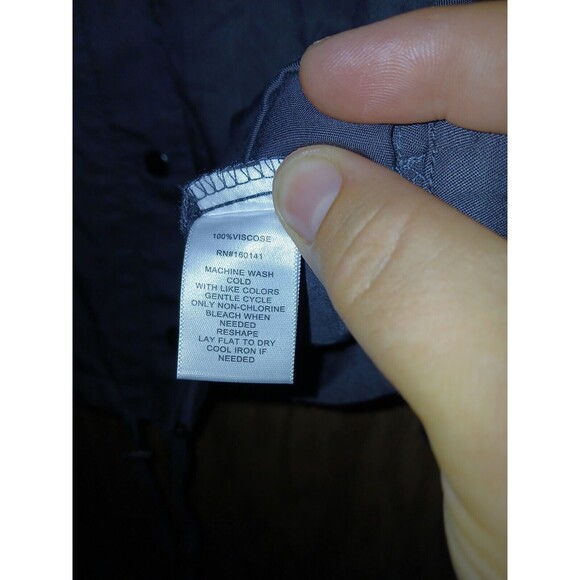 100%VISCOSE
RN#160141
MACHINE WASH
COLD
WITH LIKE COLORS
GENTLE CYCLE
ONLY NON-CHLORINE
BLEACH WHEN
NEEDED
RESHAPE
LAY FLAT TO DRY
COOL IRON IF
NEEDED